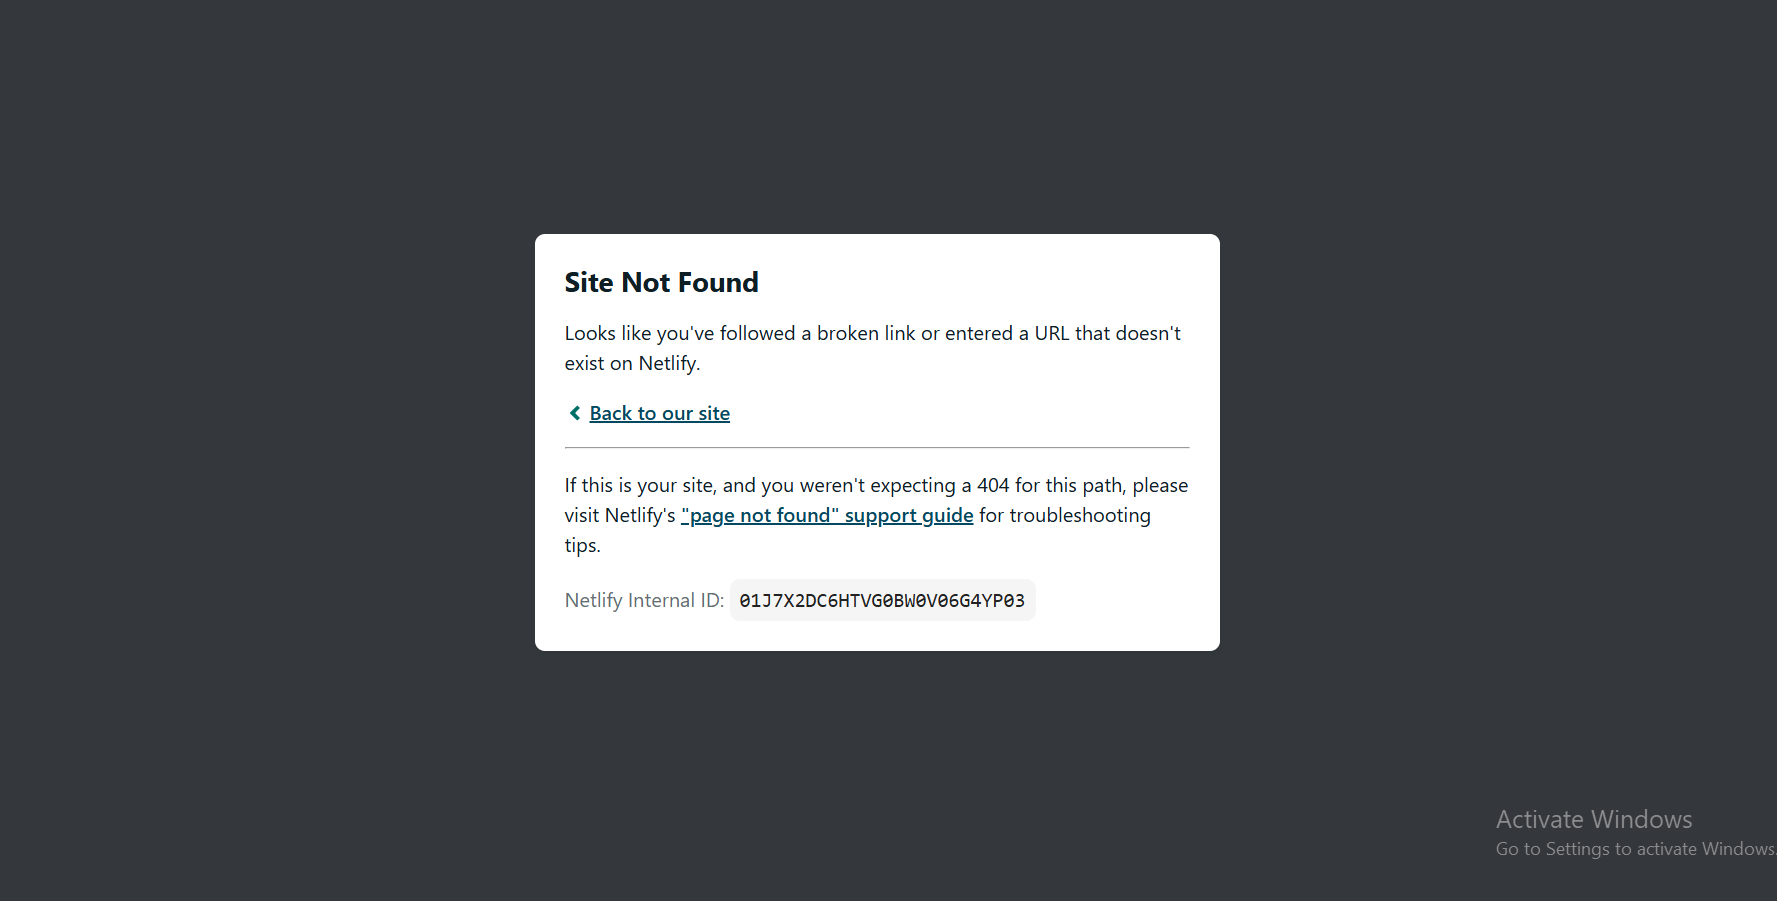 Site Not Found
Looks like you've followed a broken link or entered a URL that doesn't
exist on Netlify.
Back to our site
If this is your site, and you weren't expecting a 404 for this path, please
visit Netlify's "page not found" support guide for troubleshooting
tips.
Netlify Internal ID: 01J7X2DC6HTVG0BW0V06G4YP03
Activate Windows
Go to Settings to activate Windows.